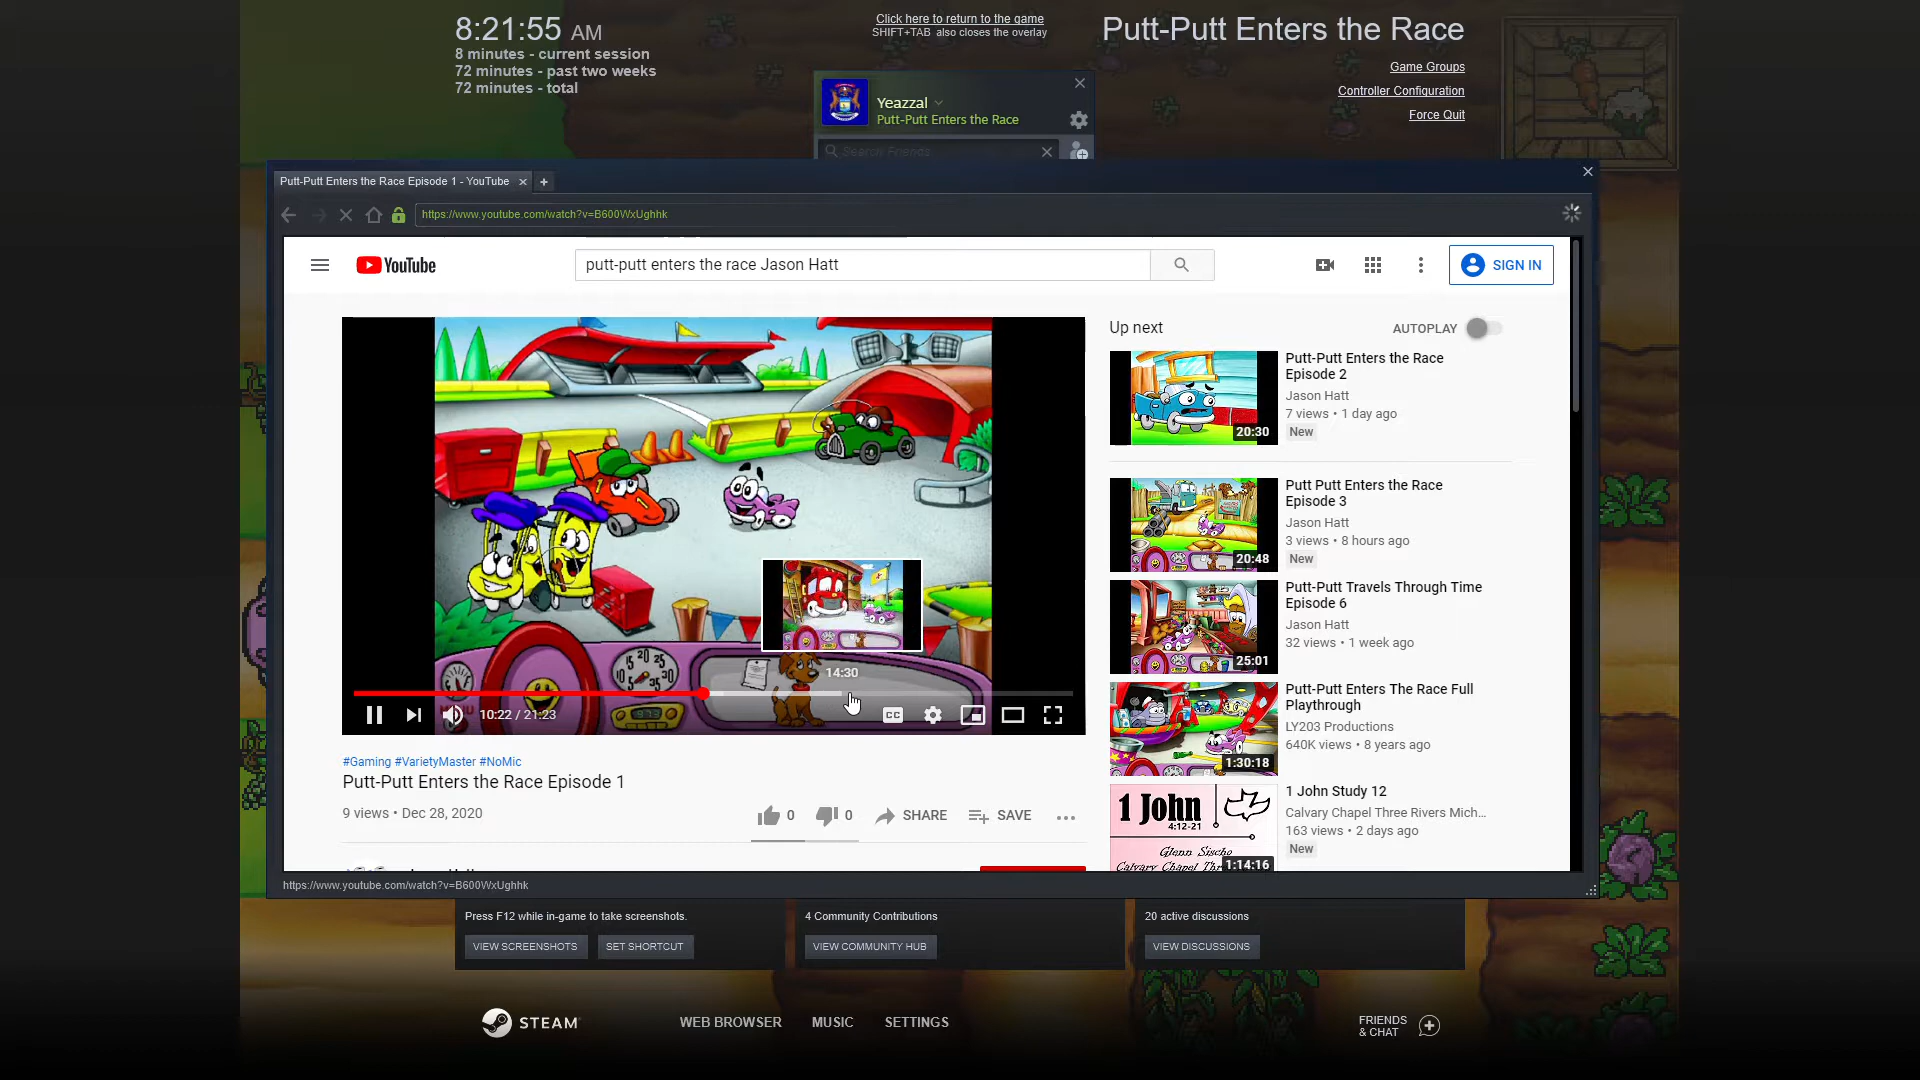 8:21:55 AM
8 minutes - current session
72 minutes - past two weeks
72 minutes - total
Click here to return to the game
SHIFT+TAB also closes the overlay
Putt-Putt Enters the Race
Game Groups
Controller Configuration
Force Quit
Yeazzal
Putt-Putt Enters the Race
Search Friends
Putt-Putt Enters the Race Episode 1 - YouTube
https://www.youtube.com/watch?v=B600WxUghhk
YouTube
putt-putt enters the race Jason Hatt
SIGN IN
14:30
10:22 / 21:23
CC
#Gaming #VarietyMaster #NoMic
Putt-Putt Enters the Race Episode 1
9 views • Dec 28, 2020
0
0
SHARE
SAVE
Up next
AUTOPLAY
Putt-Putt Enters the Race
Episode 2
Jason Hatt
7 views • 1 day ago
New
20:30
Putt Putt Enters the Race
Episode 3
Jason Hatt
3 views • 8 hours ago
New
20:48
Putt-Putt Travels Through Time
Episode 6
Jason Hatt
32 views • 1 week ago
25:01
Putt-Putt Enters The Race Full
Playthrough
LY203 Productions
640K views • 8 years ago
1:30:18
1 John Study 12
Calvary Chapel Three Rivers Mich...
163 views • 2 days ago
New
1 John
4:12-21
Glenn Sischo
1:14:16
https://www.youtube.com/watch?v=B600WxUghhk
Press F12 while in-game to take screenshots.
VIEW SCREENSHOTS
SET SHORTCUT
4 Community Contributions
VIEW COMMUNITY HUB
20 active discussions
VIEW DISCUSSIONS
STEAM
WEB BROWSER
MUSIC
SETTINGS
FRIENDS
& CHAT